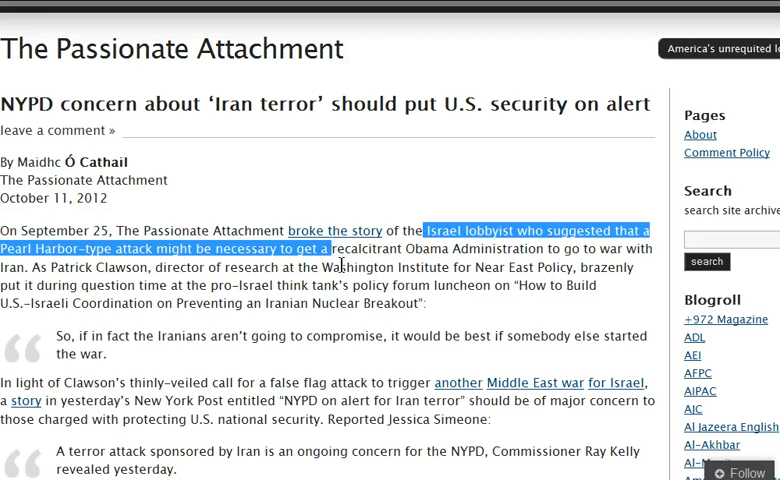 The Passionate Attachment
America's unrequited
NYPD concern about ‘Iran terror’ should put U.S. security on alert
leave a comment »
By Maidhc Ó Cathail
The Passionate Attachment
October 11, 2012
On September 25, The Passionate Attachment broke the story of the Israel lobbyist who suggested that a
Pearl Harbor-type attack might be necessary to get a recalcitrant Obama Administration to go to war with
Iran. As Patrick Clawson, director of research at the Washington Institute for Near East Policy, brazenly
put it during question time at the pro-Israel think tank’s policy forum luncheon on “How to Build
U.S.-Israeli Coordination on Preventing an Iranian Nuclear Breakout”:
So, if in fact the Iranians aren’t going to compromise, it would be best if somebody else started
the war.
In light of Clawson’s thinly-veiled call for a false flag attack to trigger another Middle East war for Israel,
a story in yesterday’s New York Post entitled “NYPD on alert for Iran terror” should be of major concern to
those charged with protecting U.S. national security. Reported Jessica Simeone:
A terror attack sponsored by Iran is an ongoing concern for the NYPD, Commissioner Ray Kelly
revealed yesterday.
Pages
About
Comment Policy
Search
search site archive
search
Blogroll
+972 Magazine
ADL
AEI
AFPC
AIPAC
AJC
Al Jazeera English
Al-Akhbar
Follow